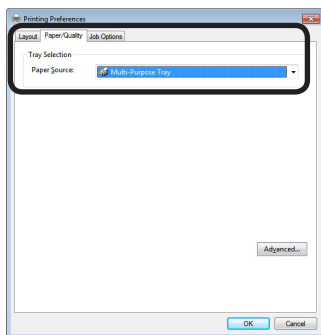 Printing Preferences
Layout Paper/Quality Job Options
Tray Selection
Paper Source: Multi-Purpose Tray
Advanced...
OK Cancel